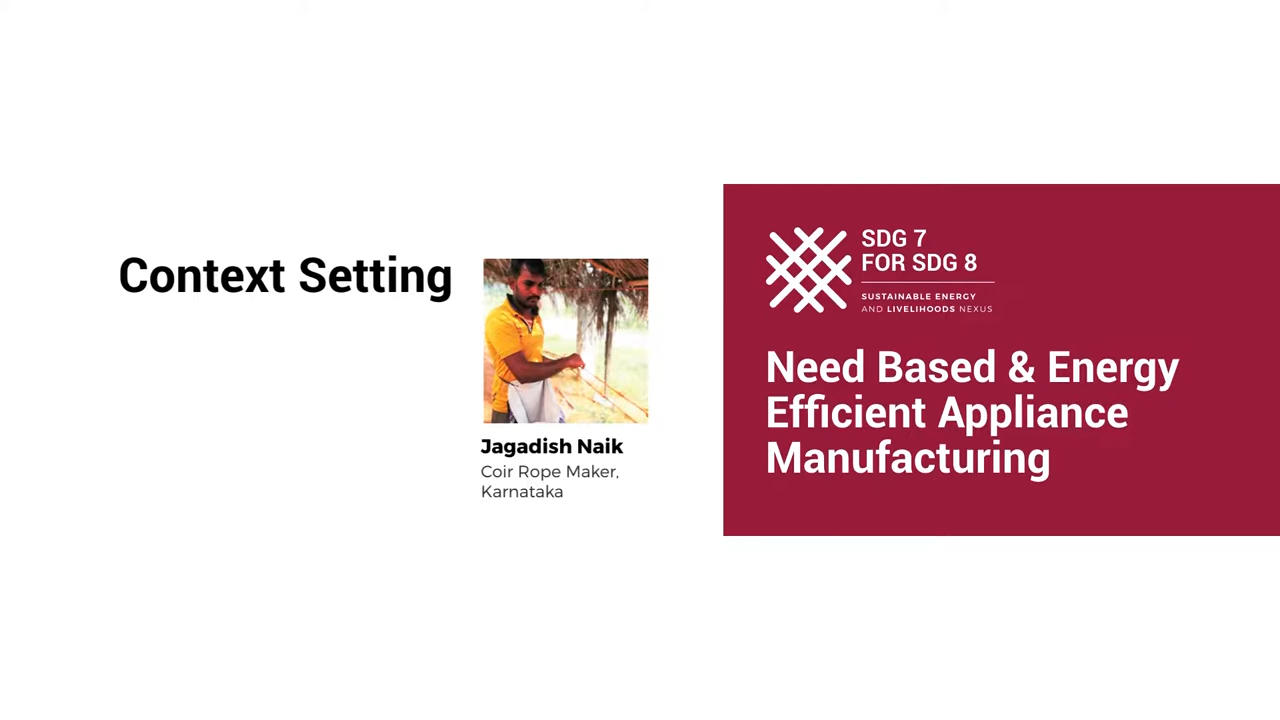 Context Setting
Jagadish Naik
Coir Rope Maker,
Karnataka
SDG 7
FOR SDG 8
SUSTAINABLE ENERGY
AND LIVELIHOODS NEXUS
Need Based & Energy
Efficient Appliance
Manufacturing